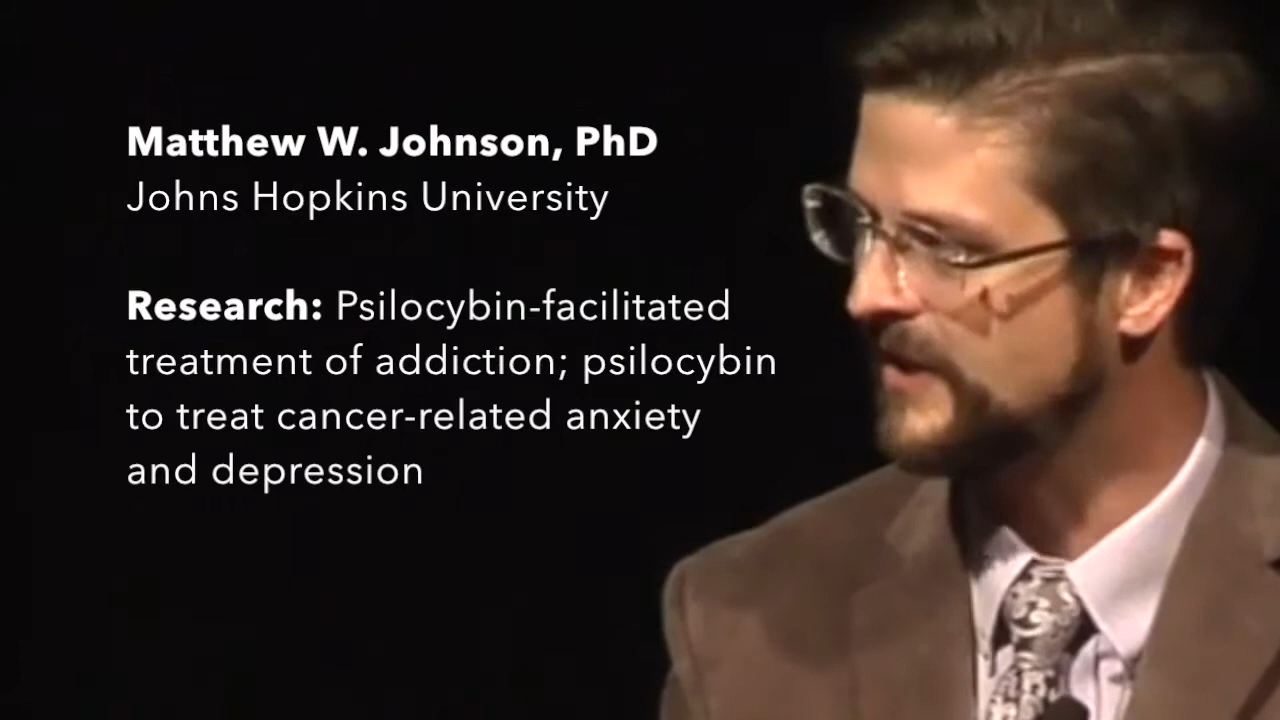 Matthew W. Johnson, PhD
Johns Hopkins University
Research: Psilocybin-facilitated
treatment of addiction; psilocybin
to treat cancer-related anxiety
and depression